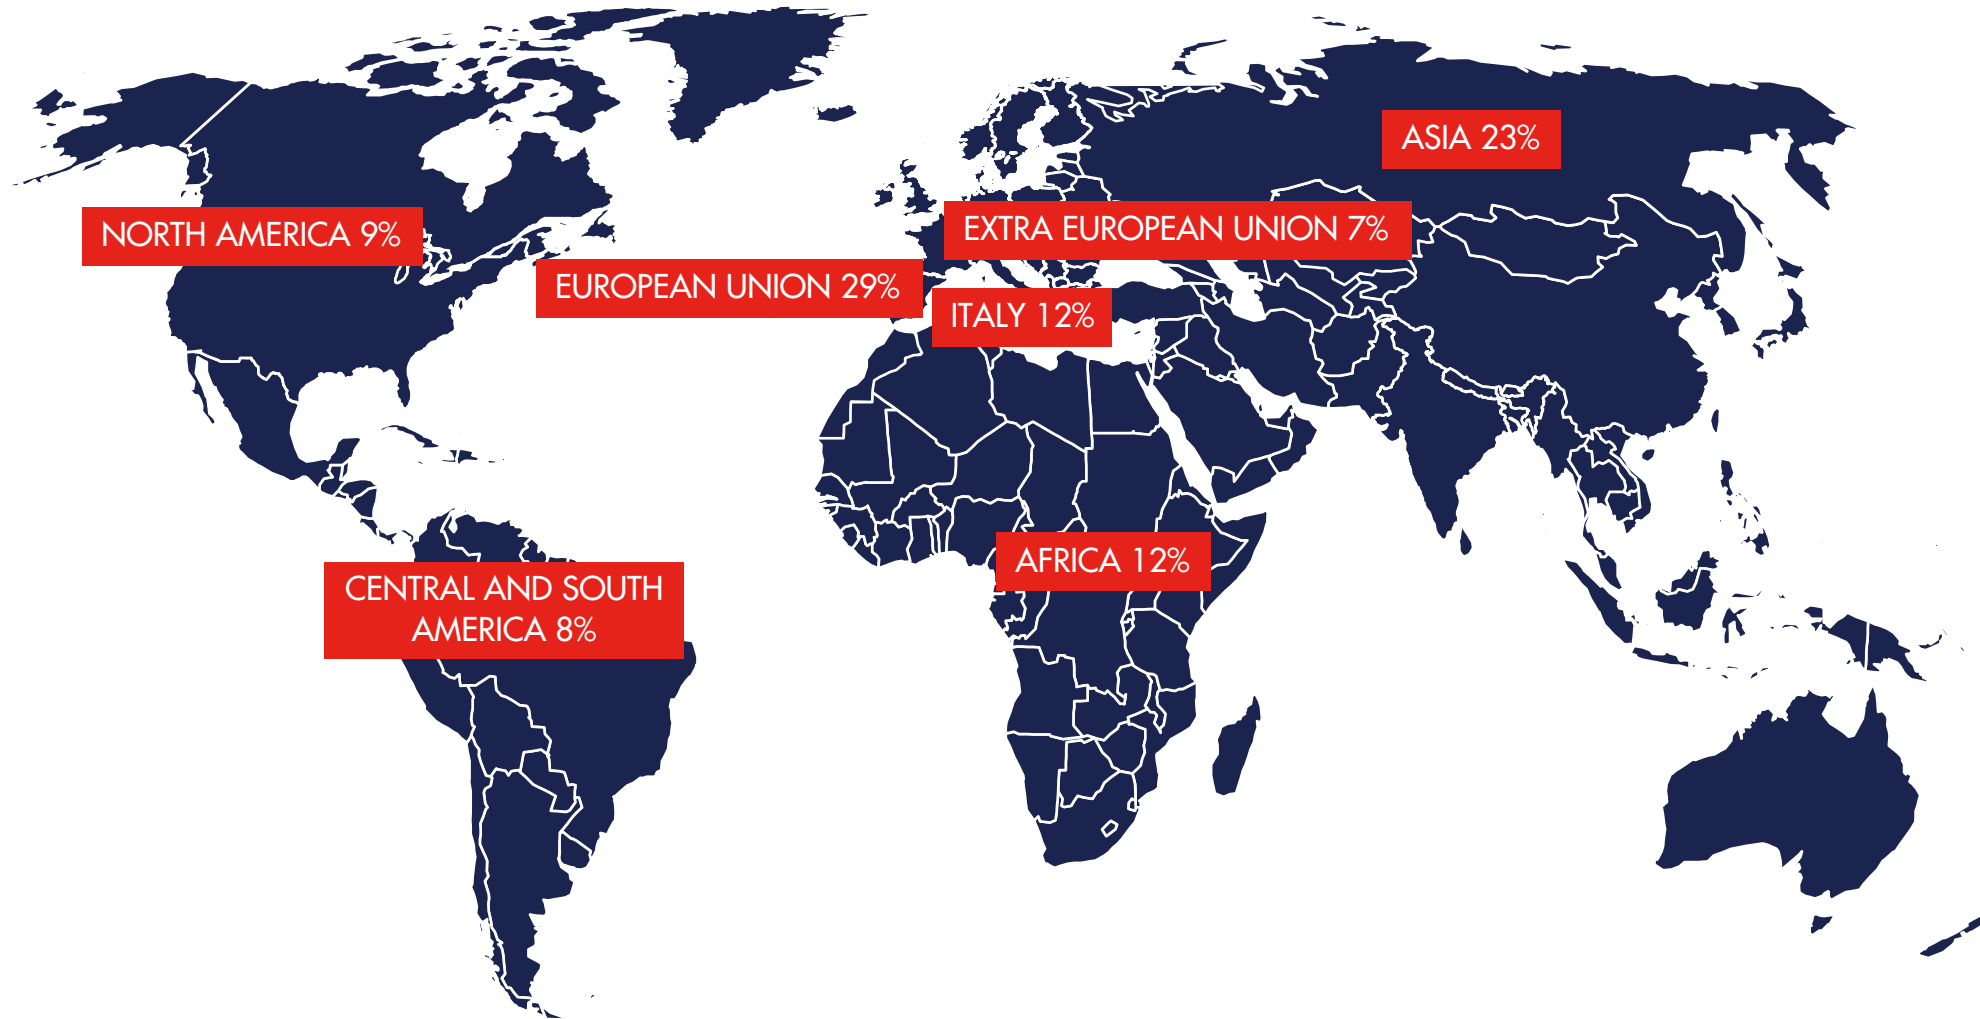 ASIA 23%
NORTH AMERICA 9%
EXTRA EUROPEAN UNION 7%
EUROPEAN UNION 29%
ITALY 12%
AFRICA 12%
CENTRAL AND SOUTH
AMERICA 8%